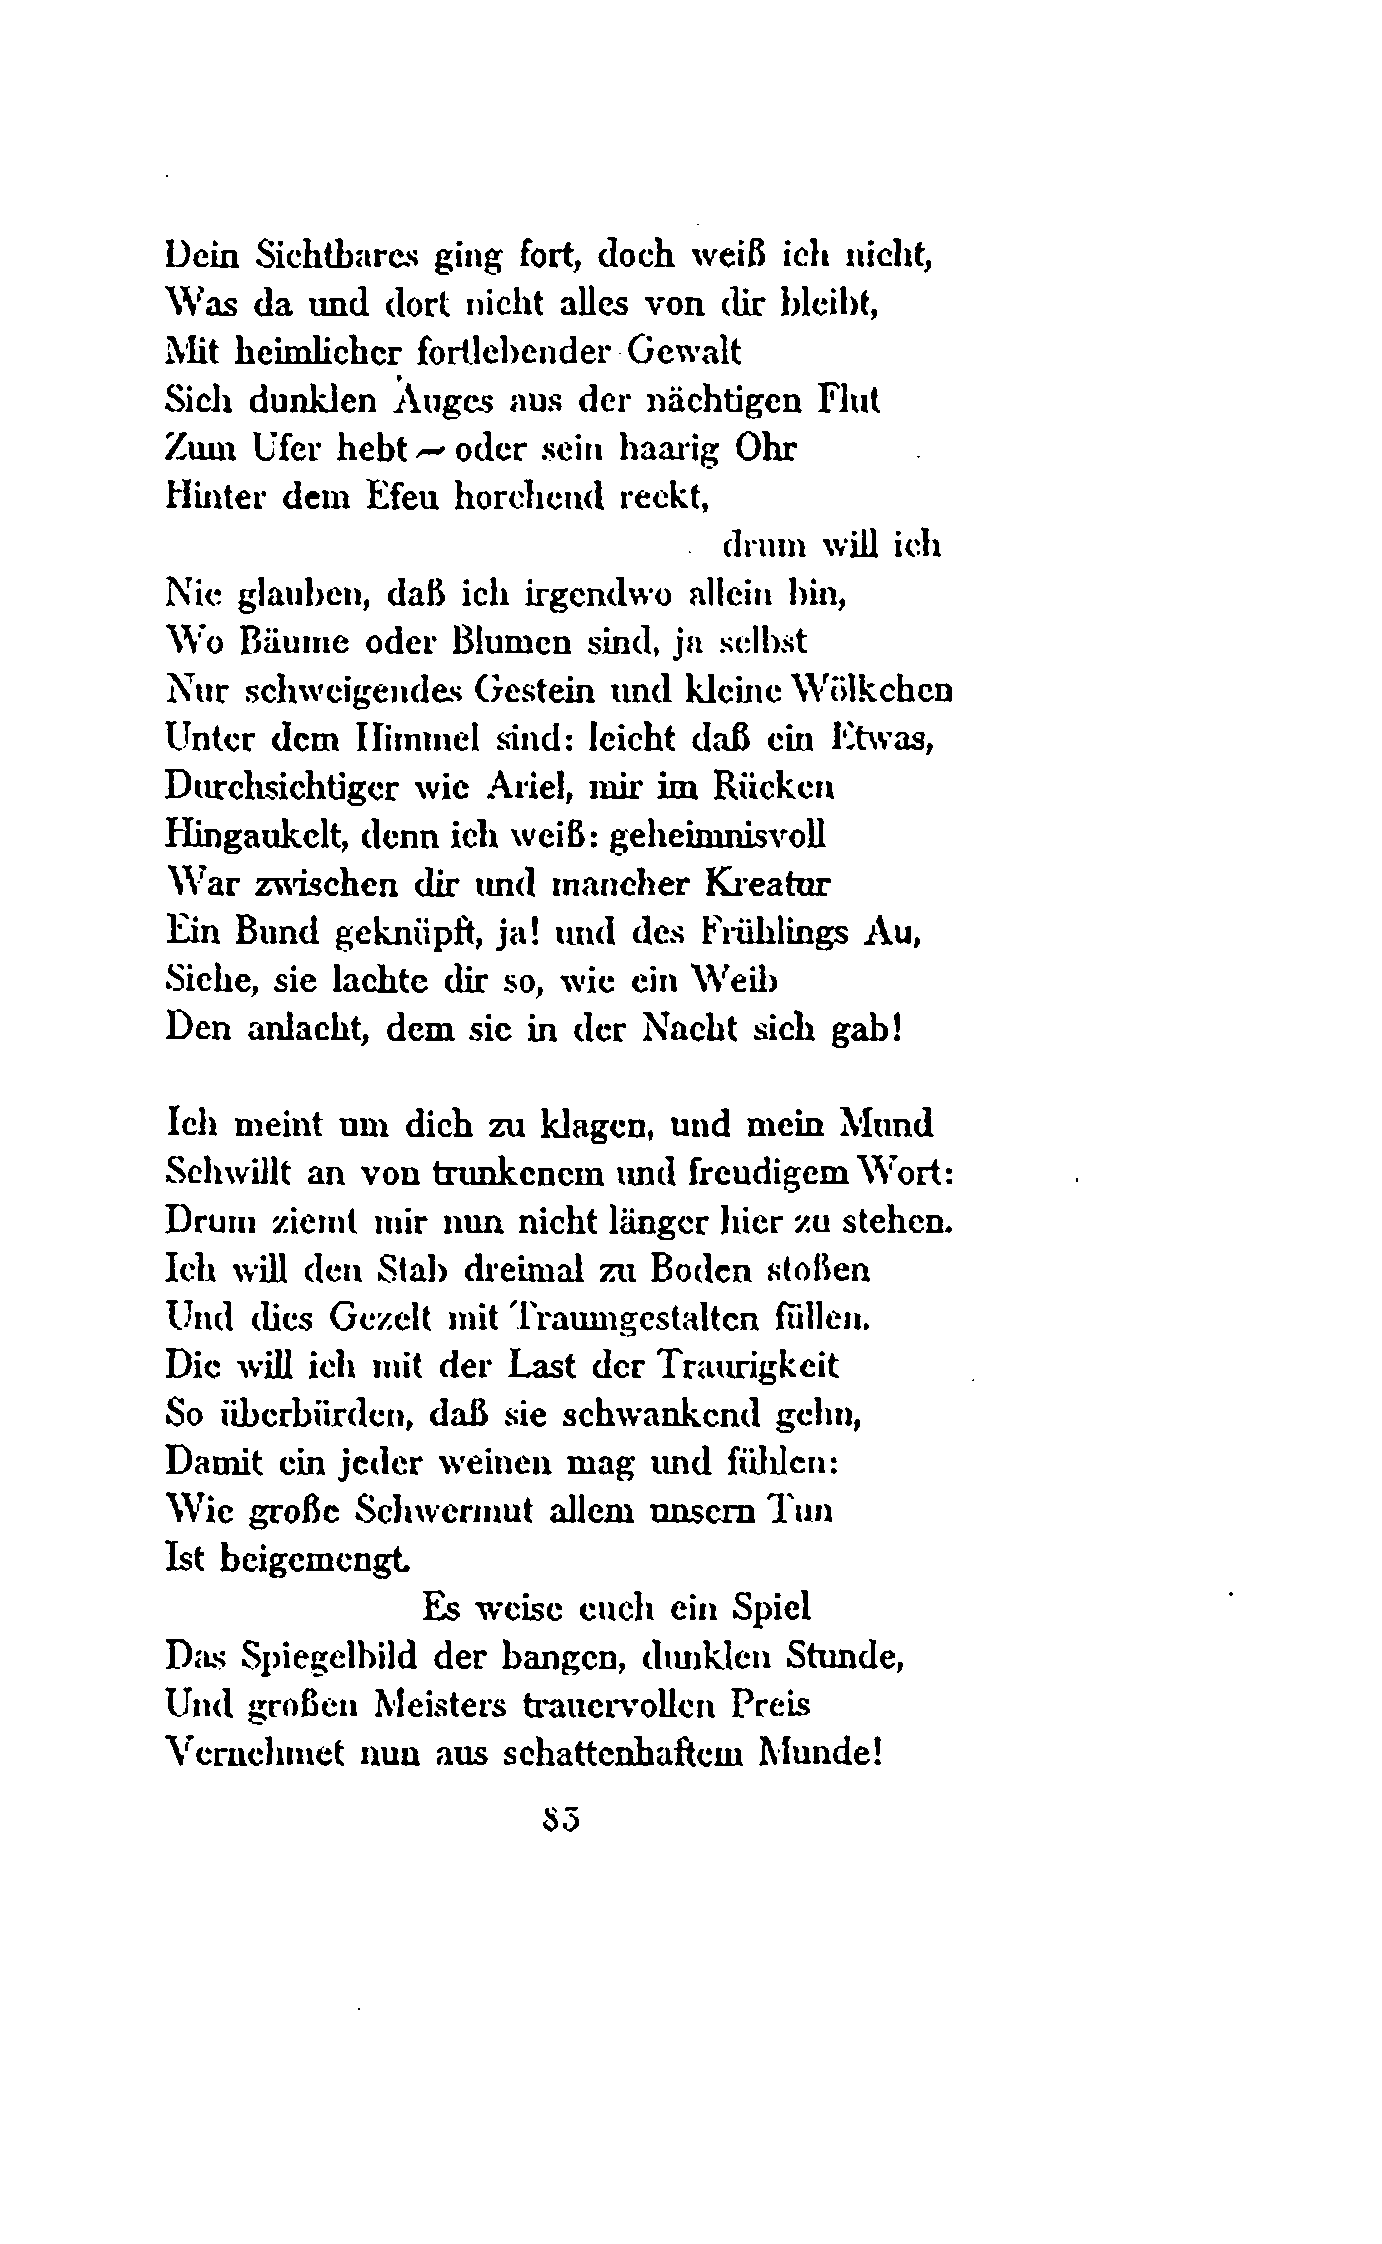 Dein Sichtbares ging fort, doch weiß ich nicht,
Was da und dort nicht alles von dir bleibt,
Mit heimlicher fortlebender Gewalt
Sich dunklen Auges aus der nächtigen Flut
Zum Ufer hebt — oder sein haarig Ohr
Hinter dem Efeu horchend reckt,
drum will ich
Nie glauben, daß ich irgendwo allein bin,
Wo Bäume oder Blumen sind, ja selbst
Nur schweigendes Gestein und kleine Wölkchen
Unter dem Himmel sind: leicht daß ein Etwas,
Durchsichtiger wie Ariel, mir im Rücken
Hingaukelt, denn ich weiß: geheimnisvoll
War zwischen dir und mancher Kreatur
Ein Bund geknüpft, ja! und des Frühlings Au,
Siehe, sie lachte dir so, wie ein Weib
Den anlacht, dem sie in der Nacht sich gab!

Ich meint um dich zu klagen, und mein Mund
Schwillt an von trunkenem und freudigem Wort:
Drum ziemt mir nun nicht länger hier zu stehen.
Ich will den Stab dreimal zu Boden stoßen
Und dies Gezelt mit Traumgestalten füllen.
Die will ich mit der Last der Traurigkeit
So überbürden, daß sie schwankend gehn,
Damit ein jeder weinen mag und fühlen:
Wie große Schwermut allem unsern Tun
Ist beigemengt.
Es weise euch ein Spiel
Das Spiegelbild der bangen, dunklen Stunde,
Und großen Meisters trauervollen Preis
Vernehmet nun aus schattenhaftem Munde!
83